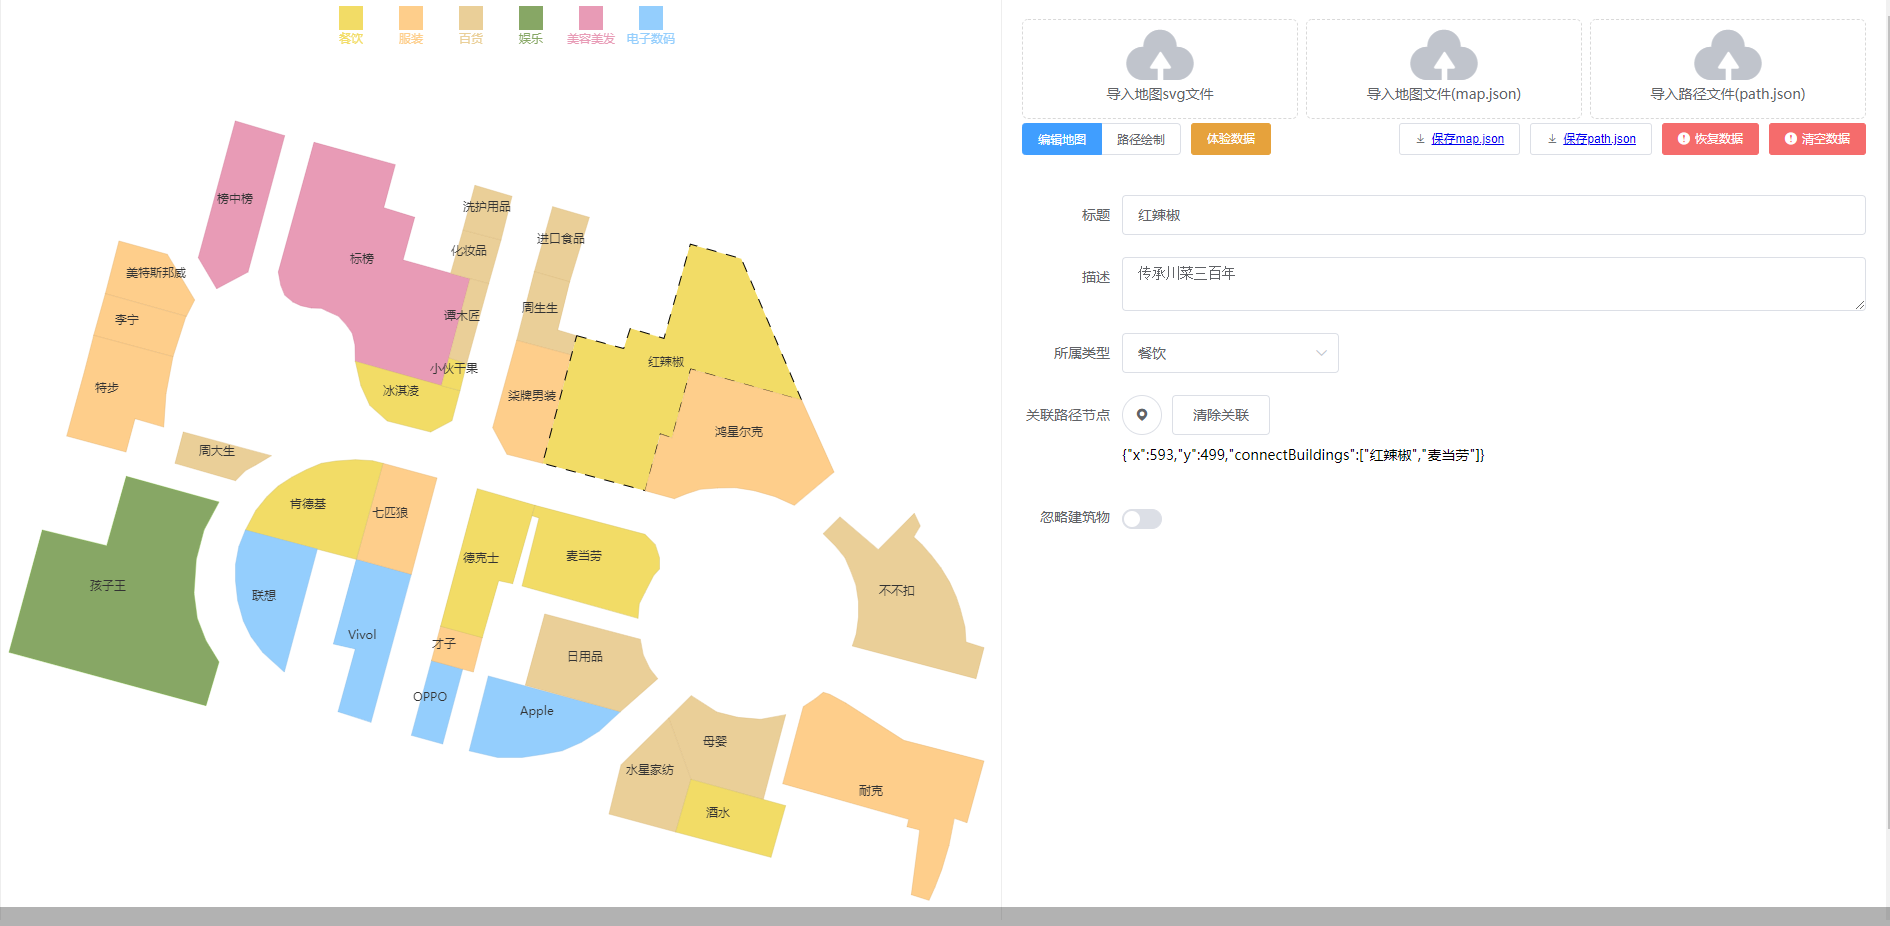 餐饮
服装
百货
娱乐
美容美发
电子数码
榜中榜
标榜
洗护用品
化妆品
进口食品
美特斯邦威
李宁
特步
谭木匠
周生生
小伙干果
冰淇凌
柒牌男装
红辣椒
鸿星尔克
周大生
肯德基
七匹狼
德克士
麦当劳
孩子王
联想
Vivol
才子
OPPO
日用品
Apple
不不扣
母婴
水星家纺
酒水
耐克
导入地图svg文件
导入地图文件(map.json)
导入路径文件(path.json)
编辑地图
路径绘制
体验数据
保存map.json
保存path.json
恢复数据
清空数据
标题
红辣椒
描述
传承川菜三百年
所属类型
餐饮
关联路径节点
清除关联
{"x":593,"y":499,"connectBuildings":["红辣椒","麦当劳"]}
忽略建筑物